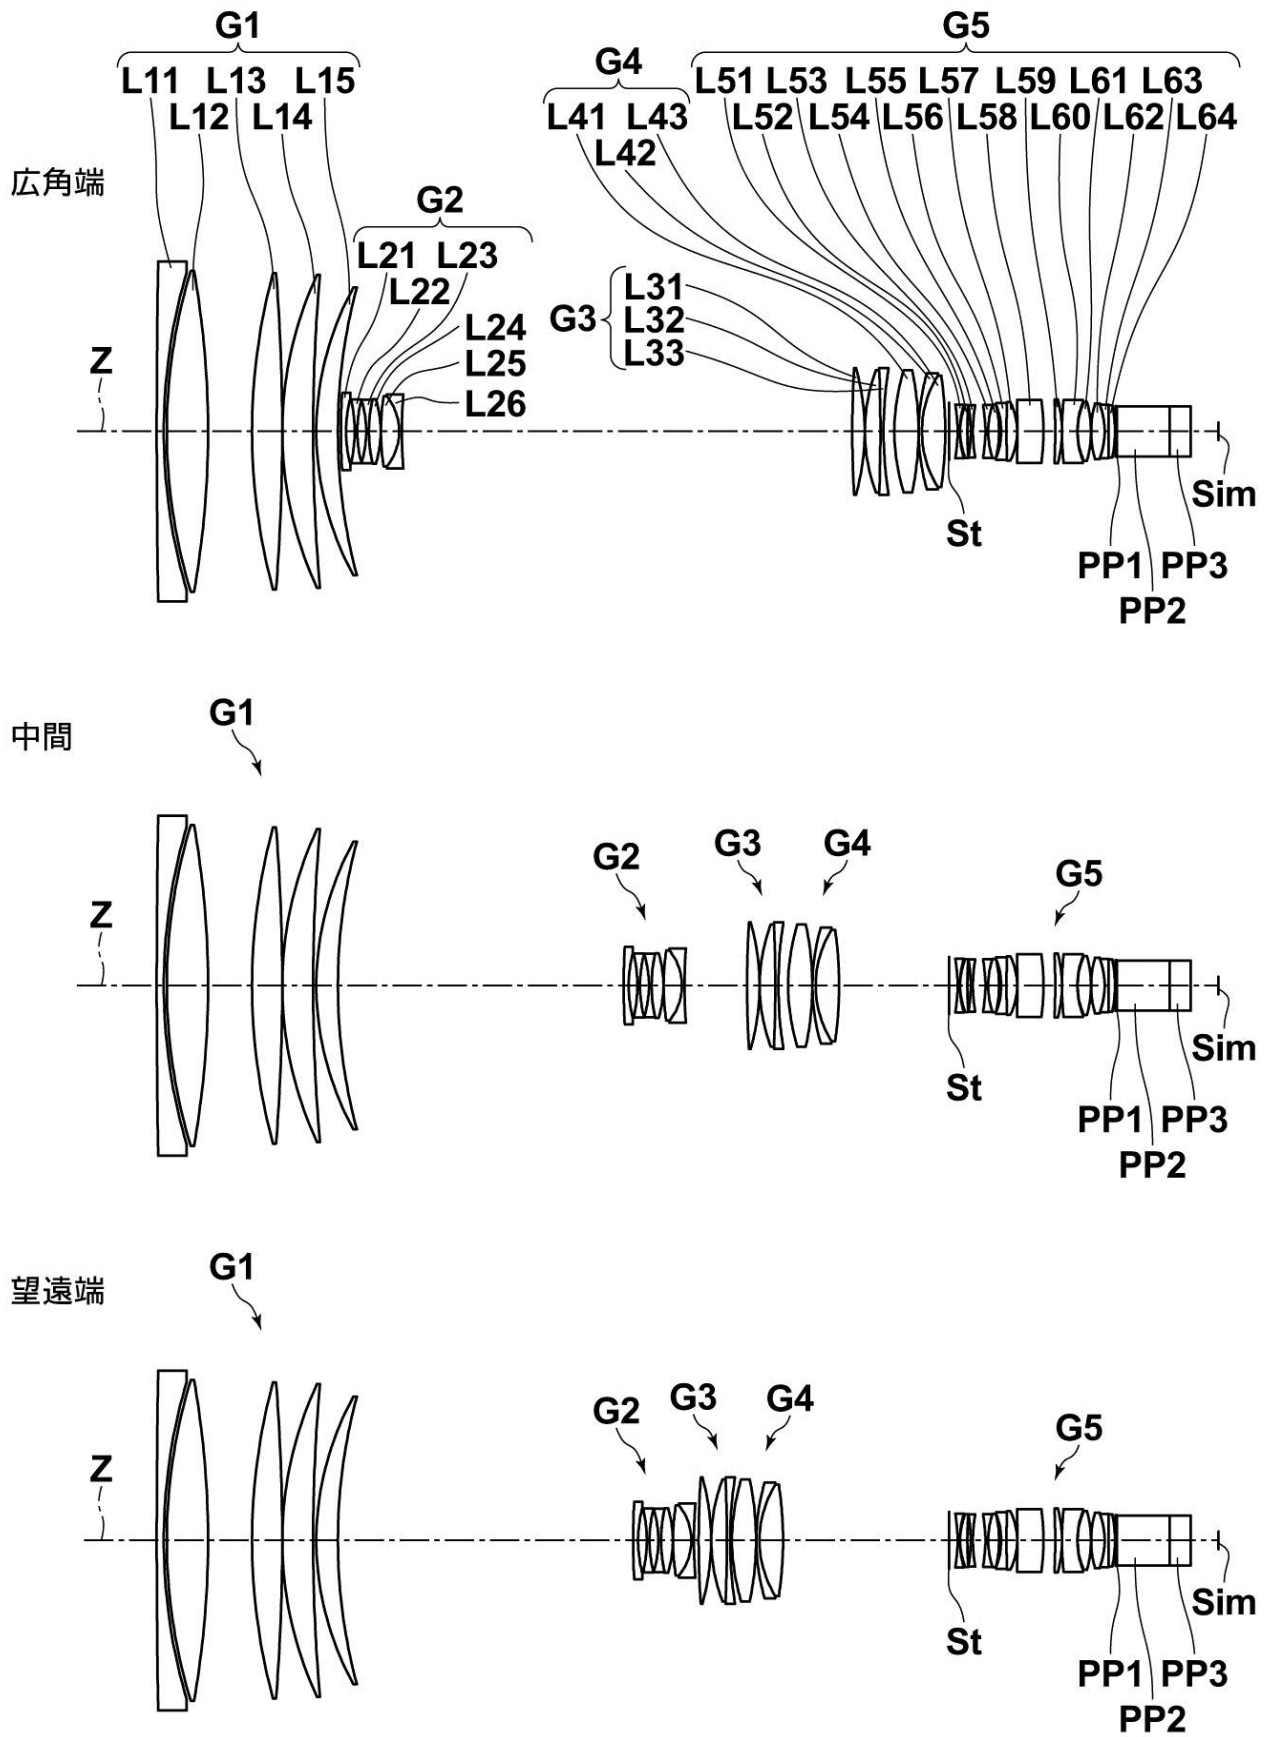 G1
G5
G4
L11 L13 L15
L51 L53 L55 L57 L59 L61 L63
L12 L14
L41 L43
L52 L54 L56 L58 L60 L62 L64
L42
広角端
G2
L21 L23
L22
L31
G3 L32
L33
L24
L25
L26
Z
Sim
St
PP1 PP3
PP2
中間
G1
G2
G3
G4
G5
Z
Sim
St
PP1 PP3
PP2
望遠端
G1
G2
G3
G4
G5
Z
Sim
St
PP1 PP3
PP2